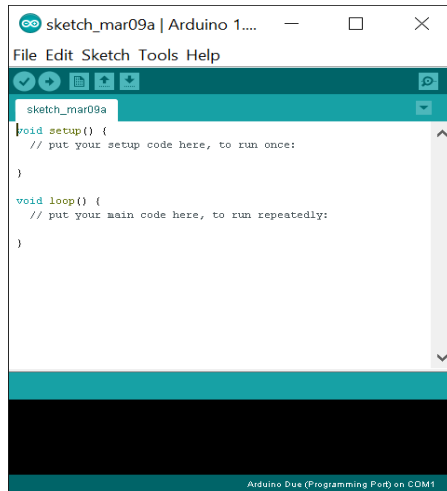 sketch_mar09a | Arduino 1....
File Edit Sketch Tools Help
sketch_mar09a
void setup() {
// put your setup code here, to run once:
}
void loop() {
// put your main code here, to run repeatedly:
}
Arduino Due (Programming Port) on COM1